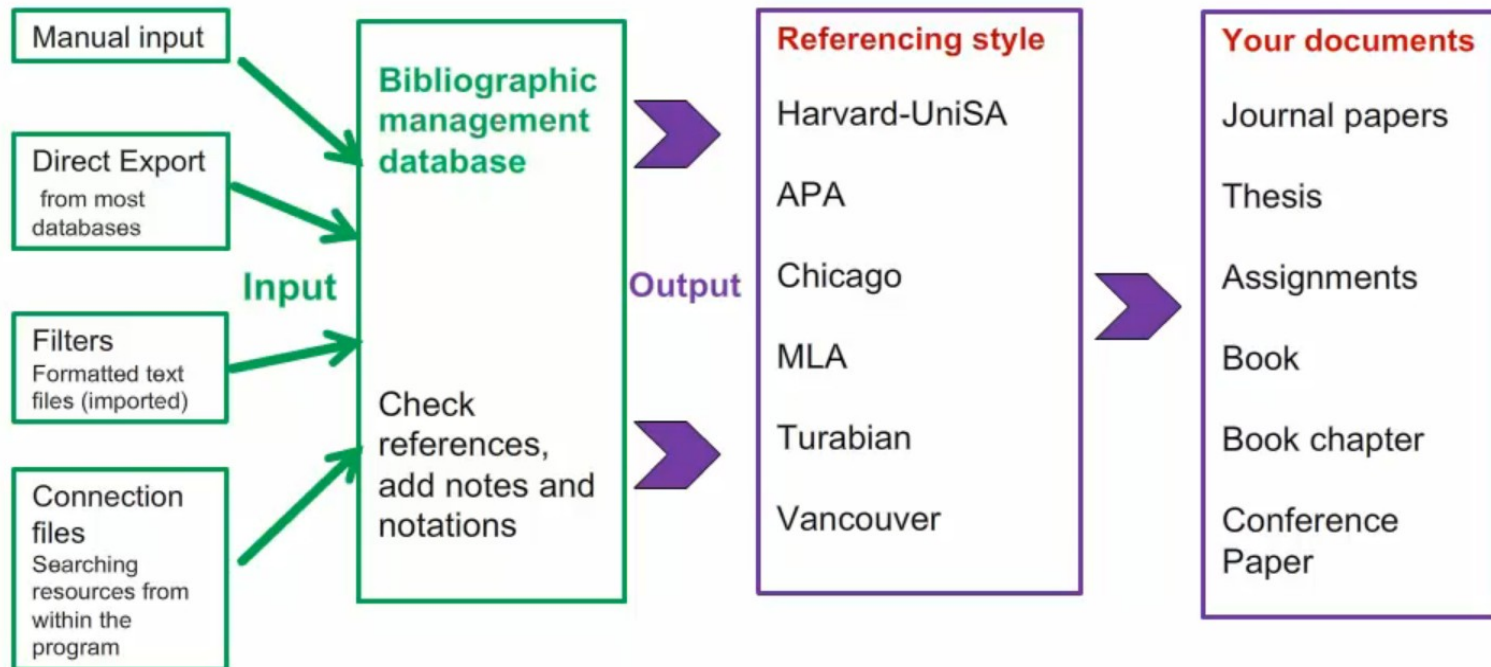 Manual input
Direct Export
from most
databases
Input
Filters
Formatted text
files (imported)
Connection
files
Searching
resources from
within the
program
Bibliographic
management
database
Check
references,
add notes and
notations
Output
Referencing style
Harvard-UniSA
APA
Chicago
MLA
Turabian
Vancouver
Your documents
Journal papers
Thesis
Assignments
Book
Book chapter
Conference
Paper